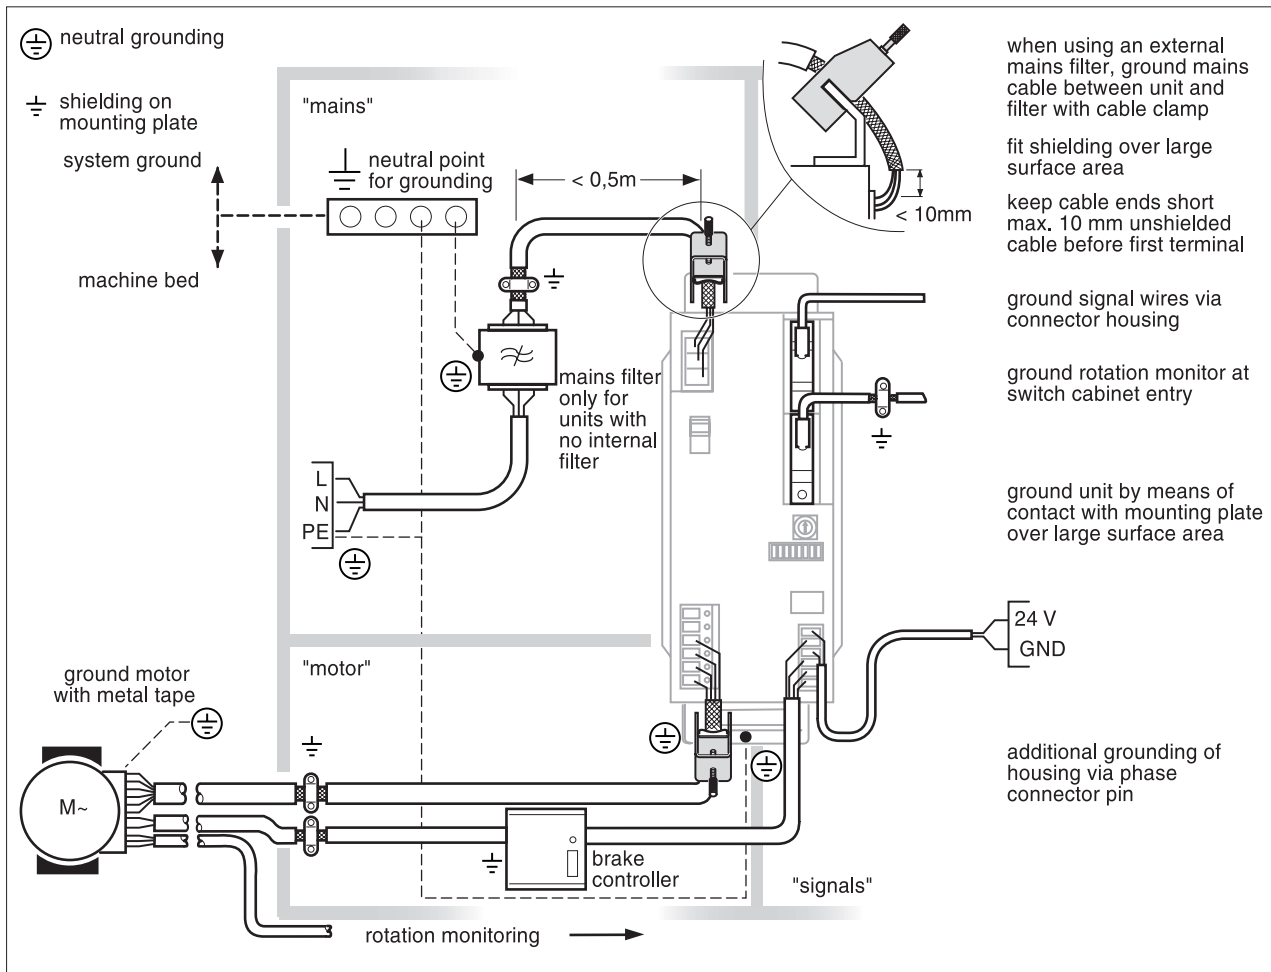 neutral grounding
shielding on
mounting plate
system ground
machine bed
"mains"
neutral point
for grounding
< 0,5m
< 10mm
when using an external
mains filter, ground mains
cable between unit and
filter with cable clamp
fit shielding over large
surface area
keep cable ends short
max. 10 mm unshielded
cable before first terminal
ground signal wires via
connector housing
ground rotation monitor at
switch cabinet entry
mains filter
only for
units with
no internal
filter
L
N
PE
ground unit by means of
contact with mounting plate
over large surface area
24 V
GND
"motor"
ground motor
with metal tape
M~
additional grounding of
housing via phase
connector pin
brake
controller
"signals"
rotation monitoring